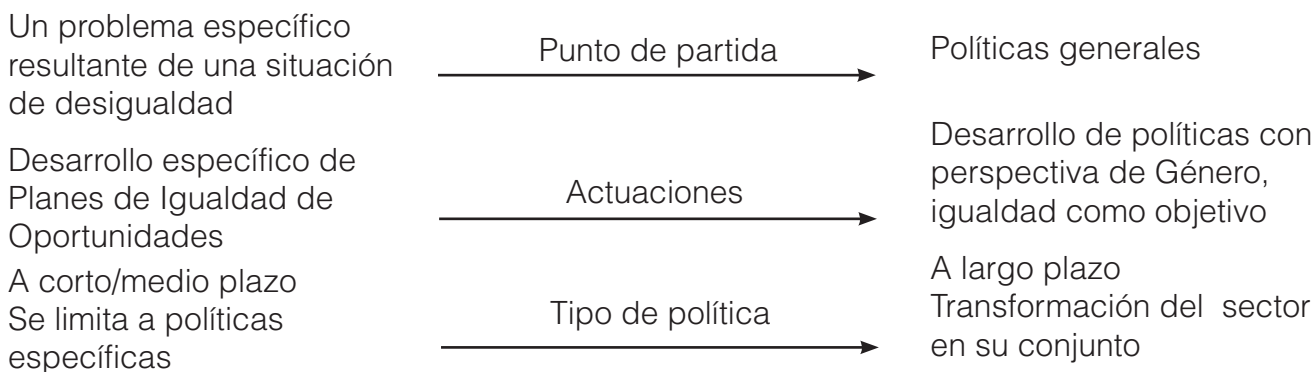 Un problema específico
resultante de una situación
de desigualdad
Punto de partida
Políticas generales
Desarrollo específico de
Planes de Igualdad de
Oportunidades
Actuaciones
Desarrollo de políticas con
perspectiva de Género,
igualdad como objetivo
A corto/medio plazo
Se limita a políticas
específicas
Tipo de política
A largo plazo
Transformación del sector
en su conjunto